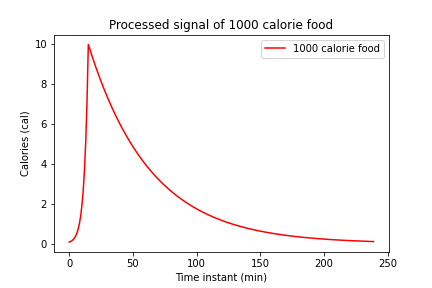 Processed signal of 1000 calorie food
1000 calorie food
Calories (cal)
10
8
6
4
2
0
0 50 100 150 200 250
Time instant (min)